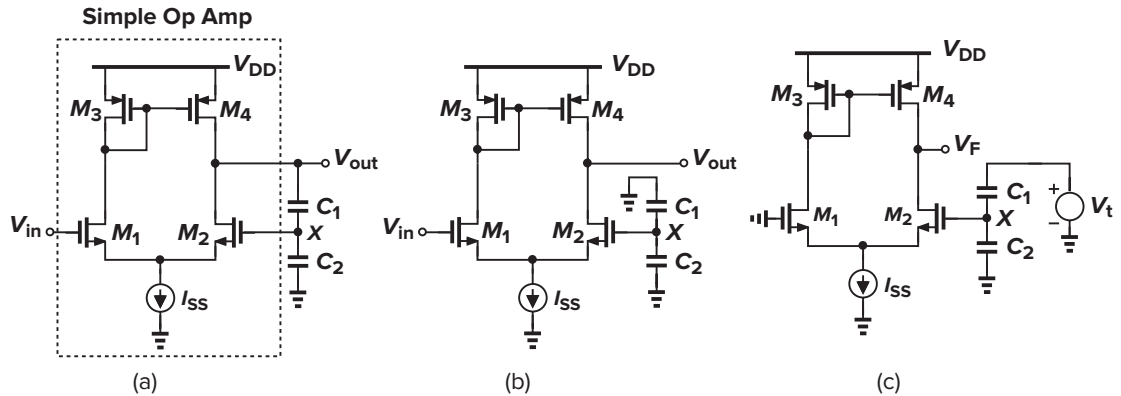 Simple Op Amp
VDD
M3
M4
Vout
C1
Vin
M1
M2
X
C2
ISS
(a)
VDD
M3
M4
Vout
C1
Vin
M1
M2
X
C2
ISS
(b)
VDD
M3
M4
VF
C1
+
Vt
−
M1
M2
X
C2
ISS
(c)